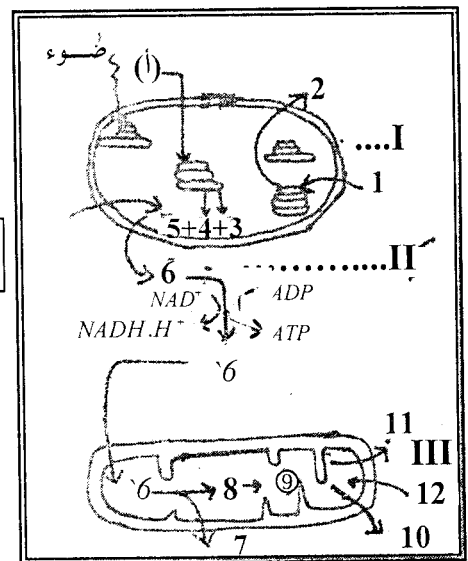 ضوء
(أ)
2
....I
1
5+4+3
6
..........II
NAD⁺ ADP
NADH.H⁺ ATP
`6
11
III
`6 8 9 12
10
7